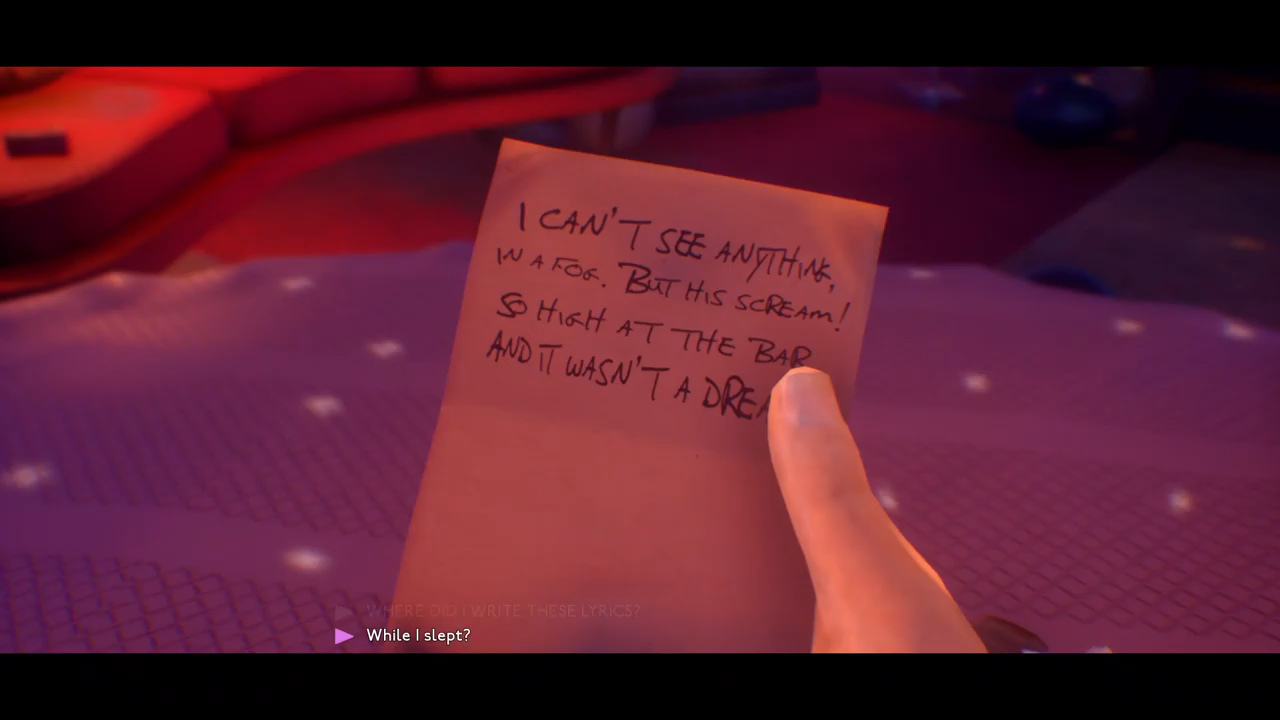 I CAN'T SEE ANYTHING,
IN A FOG. BUT HIS SCREAM!
SO HIGH AT THE BAR
AND IT WASN'T A DREA
WHERE DID I WRITE THESE LYRICS?
While I slept?